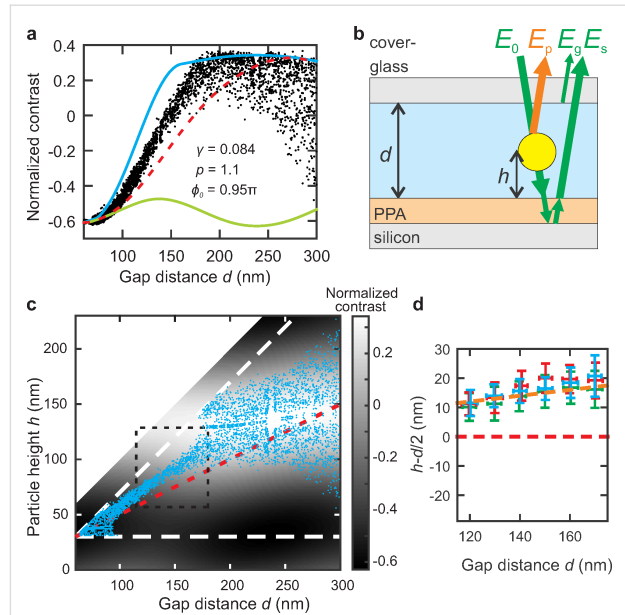 a
0.4
0.2
0
-0.2
-0.4
-0.6
Normalized contrast
γ = 0.084
p = 1.1
ϕ₀ = 0.95π
100
150
200
250
300
Gap distance d (nm)
b
cover-
glass
E₀ Eₚ E_g Eₛ
d
h
PPA
silicon
c
Normalized
contrast
200
150
100
50
0
Particle height h (nm)
100
150
200
250
300
Gap distance d (nm)
0.2
0
-0.2
-0.4
-0.6
d
30
20
10
0
-10
-20
h-d/2 (nm)
120
140
160
Gap distance d (nm)